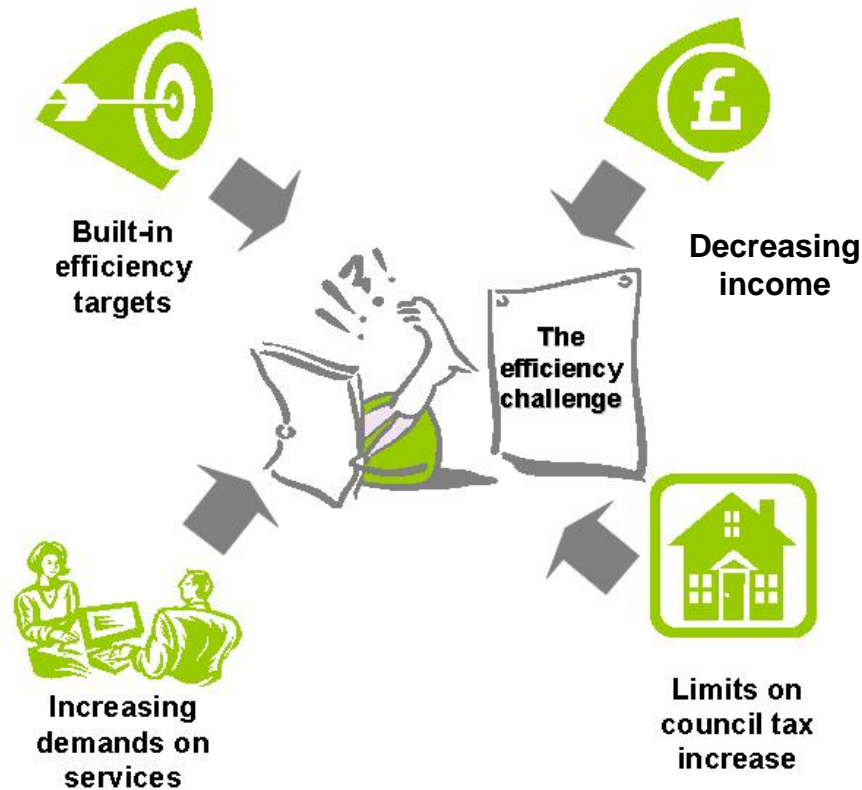 £
Built-in
efficiency
targets
Decreasing
income
!!?!
The
efficiency
challenge
Increasing
demands on
services
Limits on
council tax
increase